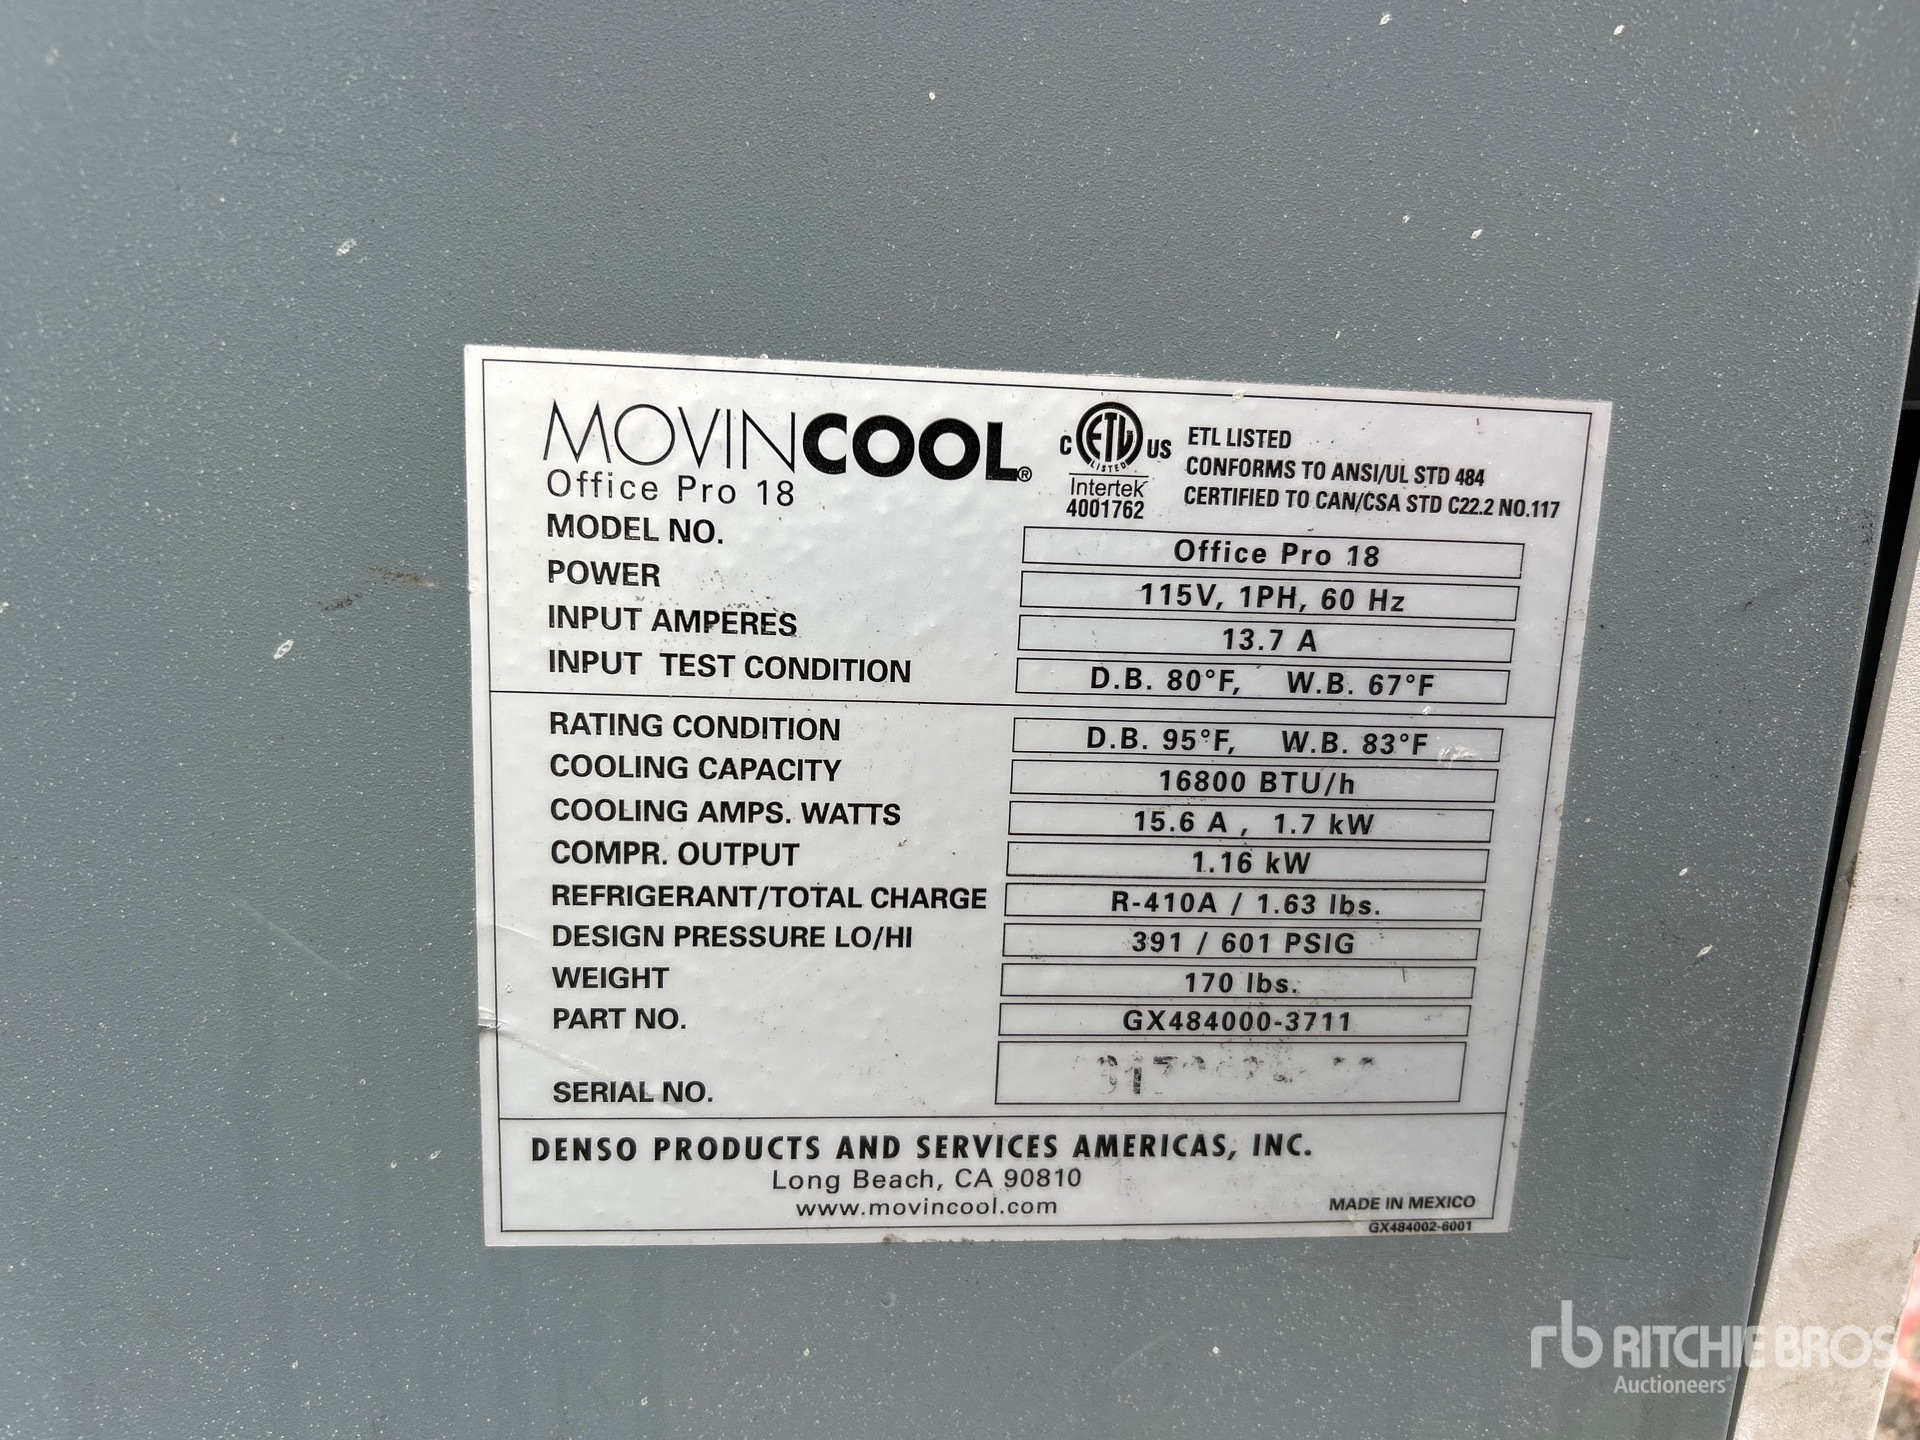 MOVINCOOL®
Office Pro 18
C ETL US
LISTED
Intertek
4001762
ETL LISTED
CONFORMS TO ANSI/UL STD 484
CERTIFIED TO CAN/CSA STD C22.2 NO.117
MODEL NO. Office Pro 18
POWER 115V, 1PH, 60 Hz
INPUT AMPERES 13.7 A
INPUT TEST CONDITION D.B. 80°F, W.B. 67°F
RATING CONDITION D.B. 95°F, W.B. 83°F
COOLING CAPACITY 16800 BTU/h
COOLING AMPS. WATTS 15.6 A , 1.7 kW
COMPR. OUTPUT 1.16 kW
REFRIGERANT/TOTAL CHARGE R-410A / 1.63 lbs.
DESIGN PRESSURE LO/HI 391 / 601 PSIG
WEIGHT 170 lbs.
PART NO. GX484000-3711
SERIAL NO.
DENSO PRODUCTS AND SERVICES AMERICAS, INC.
Long Beach, CA 90810
www.movincool.com
MADE IN MEXICO
GX484002-6001
rb RITCHIE BROS.
Auctioneers